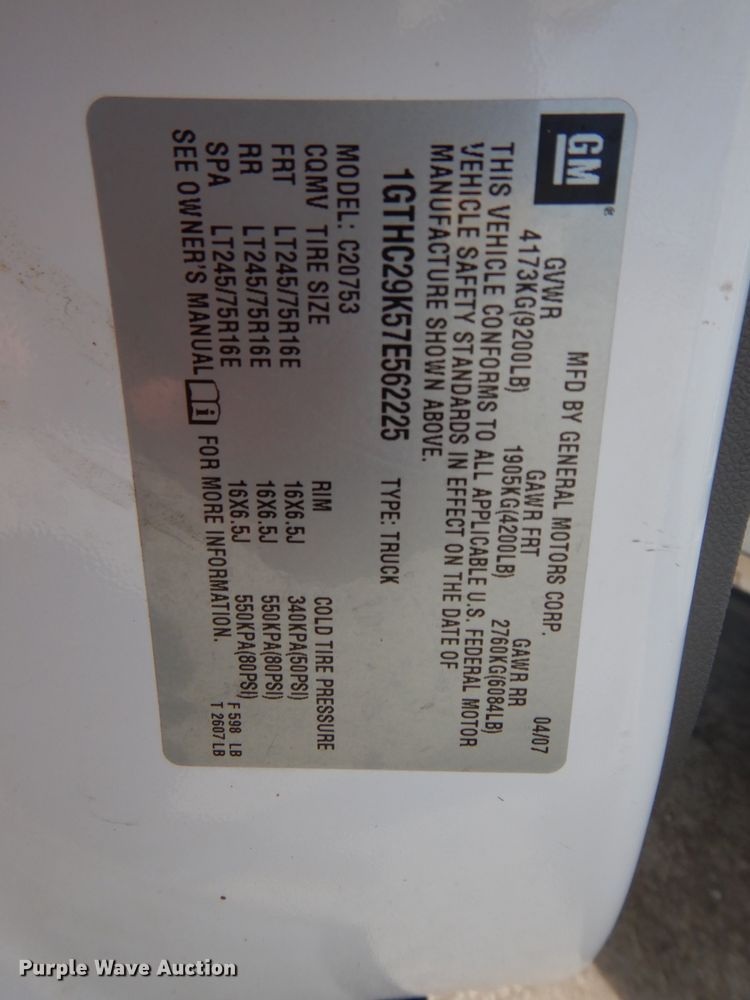 GM®
MFD BY GENERAL MOTORS CORP. 04/07
GVWR GAWR FRT GAWR RR
4173KG(9200LB) 1905KG(4200LB) 2760KG(6084LB)
THIS VEHICLE CONFORMS TO ALL APPLICABLE U.S. FEDERAL MOTOR
VEHICLE SAFETY STANDARDS IN EFFECT ON THE DATE OF
MANUFACTURE SHOWN ABOVE.
1GTHC29K57E562225 TYPE: TRUCK
MODEL: C20753
CQMV TIRE SIZE RIM COLD TIRE PRESSURE
FRT LT245/75R16E 16X6.5J 340KPA(50PSI)
RR LT245/75R16E 16X6.5J 550KPA(80PSI)
SPA LT245/75R16E 16X6.5J 550KPA(80PSI)
SEE OWNER'S MANUAL i FOR MORE INFORMATION.
F 598 LB
T 2607 LB
Purple Wave Auction